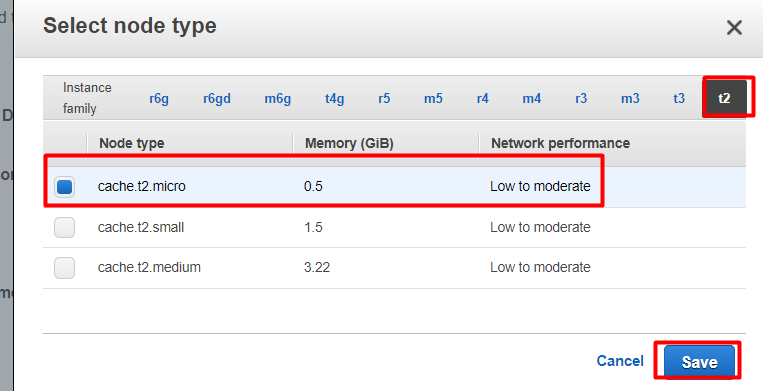 Select node type
Instance family r6g r6gd m6g t4g r5 m5 r4 m4 r3 m3 t3 t2
Node type Memory (GiB) Network performance
cache.t2.micro 0.5 Low to moderate
cache.t2.small 1.5 Low to moderate
cache.t2.medium 3.22 Low to moderate
Cancel Save